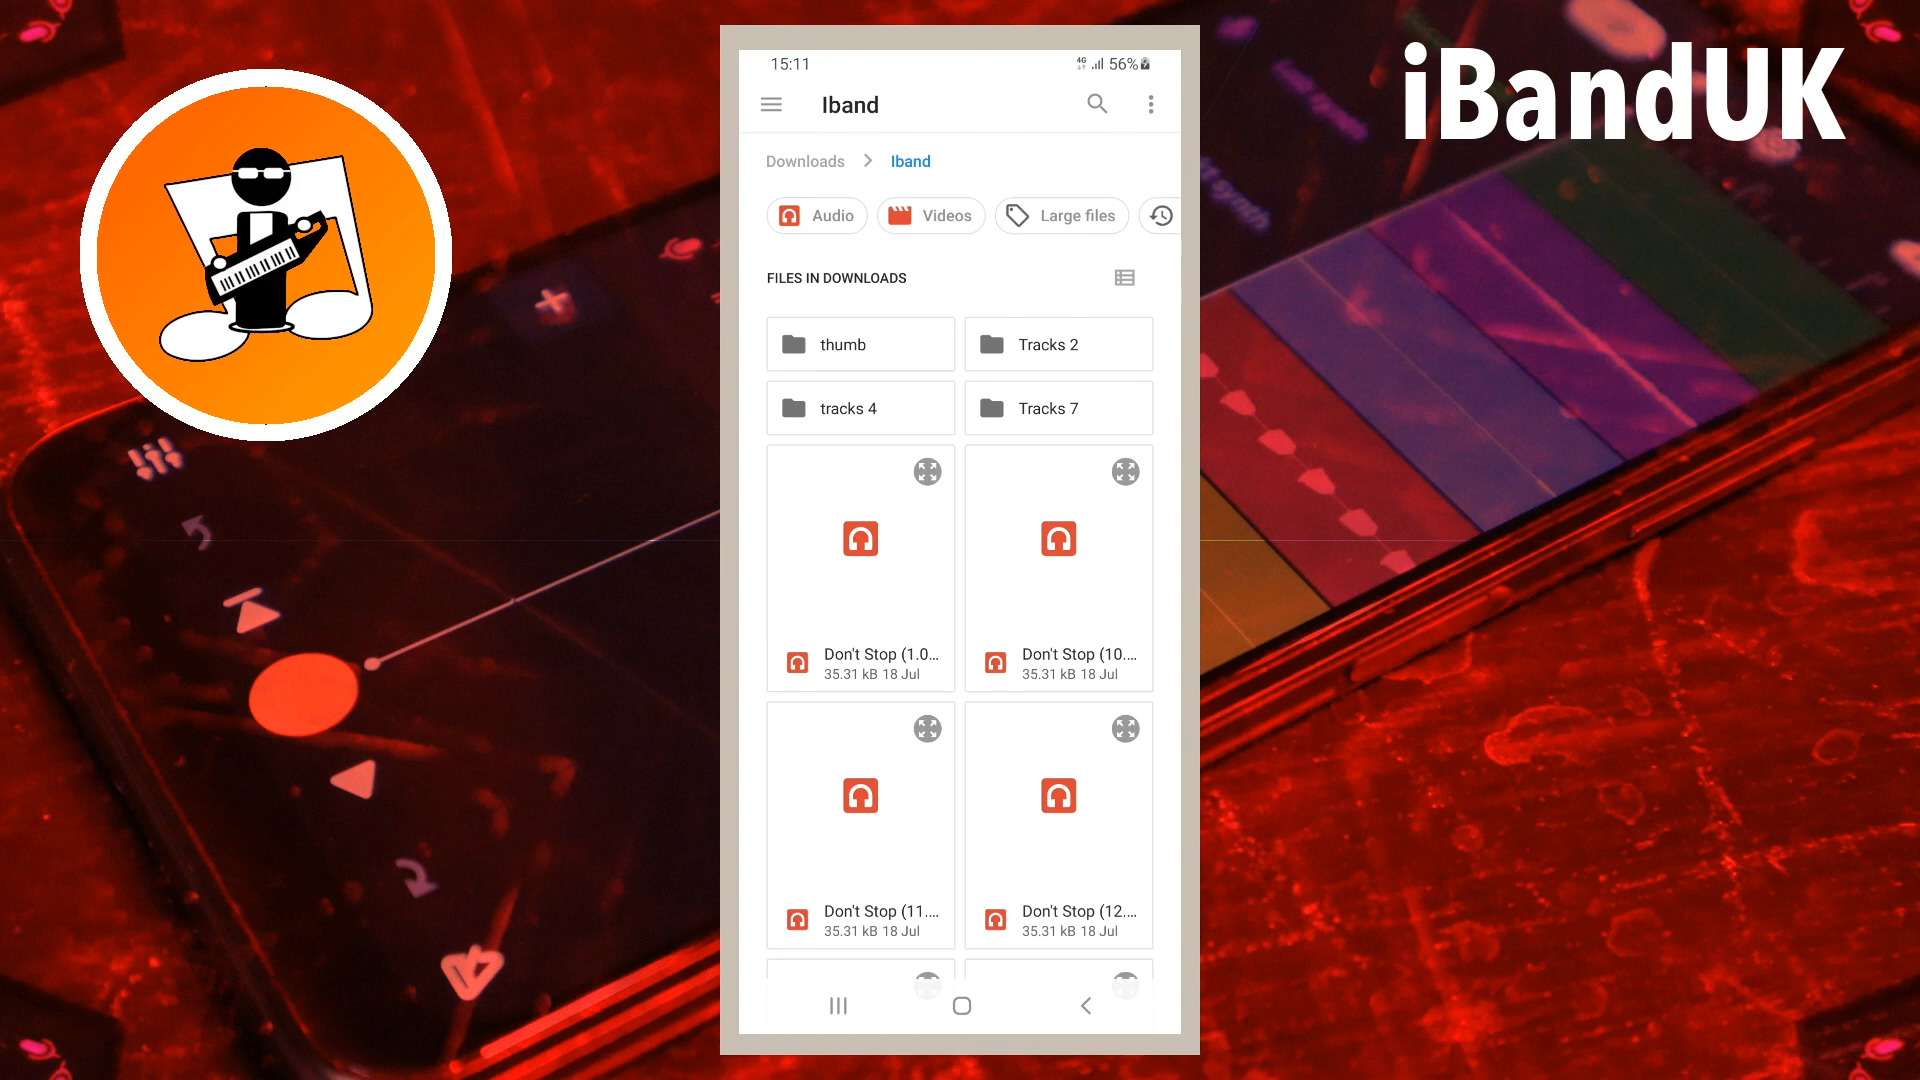 iBandUK
15:11
4G
56%
Iband
Downloads
Iband
Audio
Videos
Large files
FILES IN DOWNLOADS
thumb
Tracks 2
tracks 4
Tracks 7
Don't Stop (1.0...
35.31 kB 18 Jul
Don't Stop (10....
35.31 kB 18 Jul
Don't Stop (11....
35.31 kB 18 Jul
Don't Stop (12....
35.31 kB 18 Jul